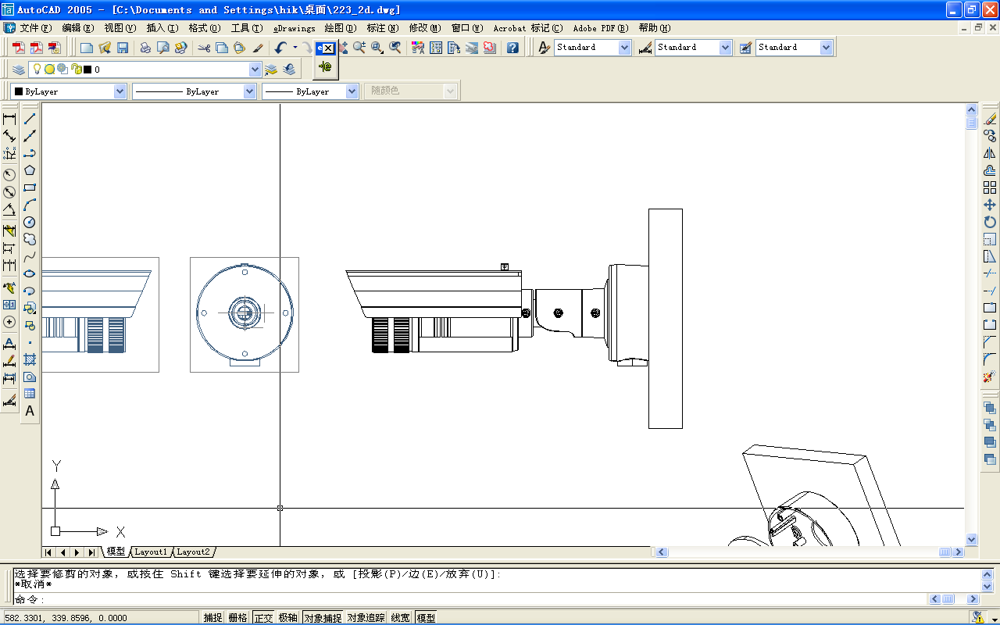 AutoCAD 2005 - [C:\Documents and Settings\hik\桌面\223_2d.dwg]
文件(F) 编辑(E) 视图(V) 插入(I) 格式(O) 工具(T) eDrawings 绘图(D) 标注(N) 修改(M) 窗口(W) Acrobat 标记(C) Adobe PDF(B) 帮助(H)
Standard Standard Standard
0
ByLayer ByLayer ByLayer 随颜色
Y
X
模型 Layout1 Layout2
选择要修剪的对象，或按住 Shift 键选择要延伸的对象，或 [投影(P)/边(E)/放弃(U)]:
*取消*
命令:
582.3301, 339.8596, 0.0000 捕捉 栅格 正交 极轴 对象捕捉 对象追踪 线宽 模型